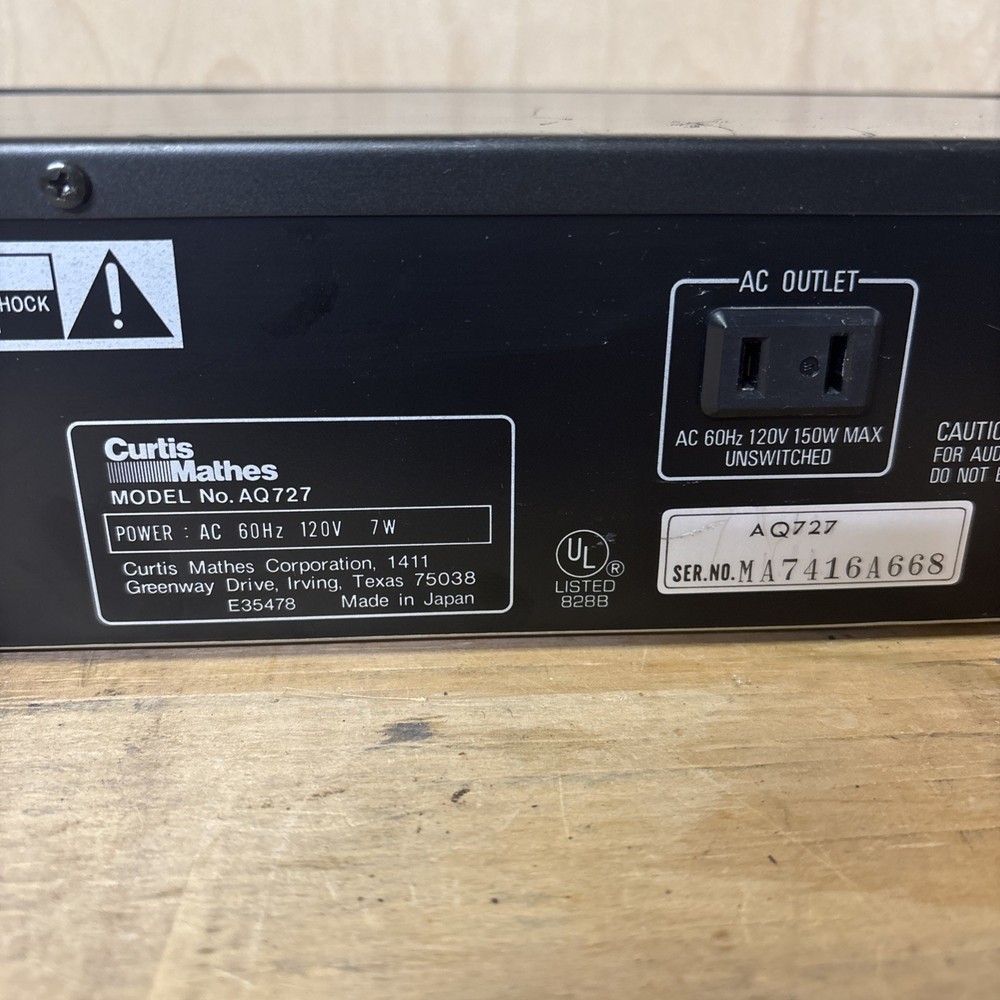 HOCK
!
AC OUTLET
AC 60Hz 120V 150W MAX
UNSWITCHED
Curtis
Mathes
MODEL No. AQ727
POWER : AC 60Hz 120V 7W
Curtis Mathes Corporation, 1411
Greenway Drive, Irving, Texas 75038
E35478 Made in Japan
UL ®
LISTED
828B
AQ727
SER.NO. MA7416A668
CAUTIO
FOR AUD
DO NOT